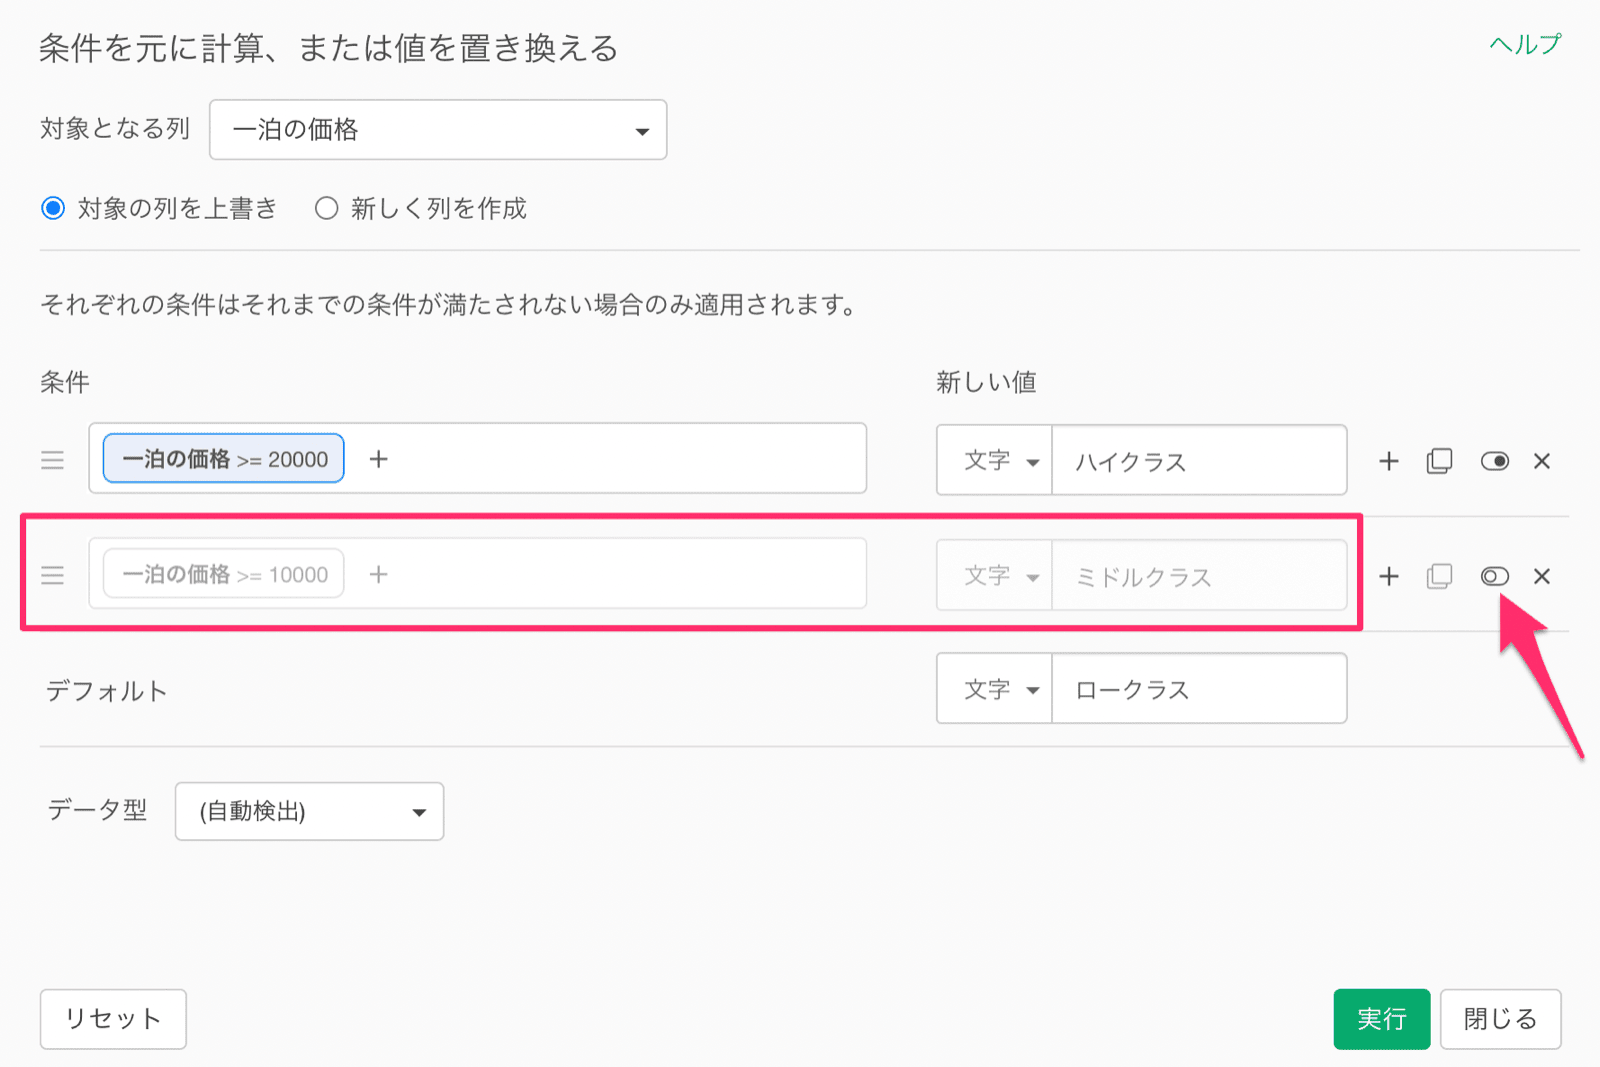 条件を元に計算、または値を置き換える
ヘルプ
対象となる列 一泊の価格
対象の列を上書き 新しく列を作成
それぞれの条件はそれまでの条件が満たされない場合のみ適用されます。
条件 新しい値
一泊の価格 >= 20000 + 文字 ハイクラス
一泊の価格 >= 10000 + 文字 ミドルクラス
デフォルト 文字 ロークラス
データ型 (自動検出)
リセット 実行 閉じる